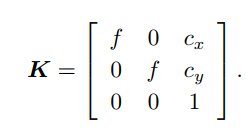 K = [ f 0 c_x
0 f c_y
0 0 1 ] .